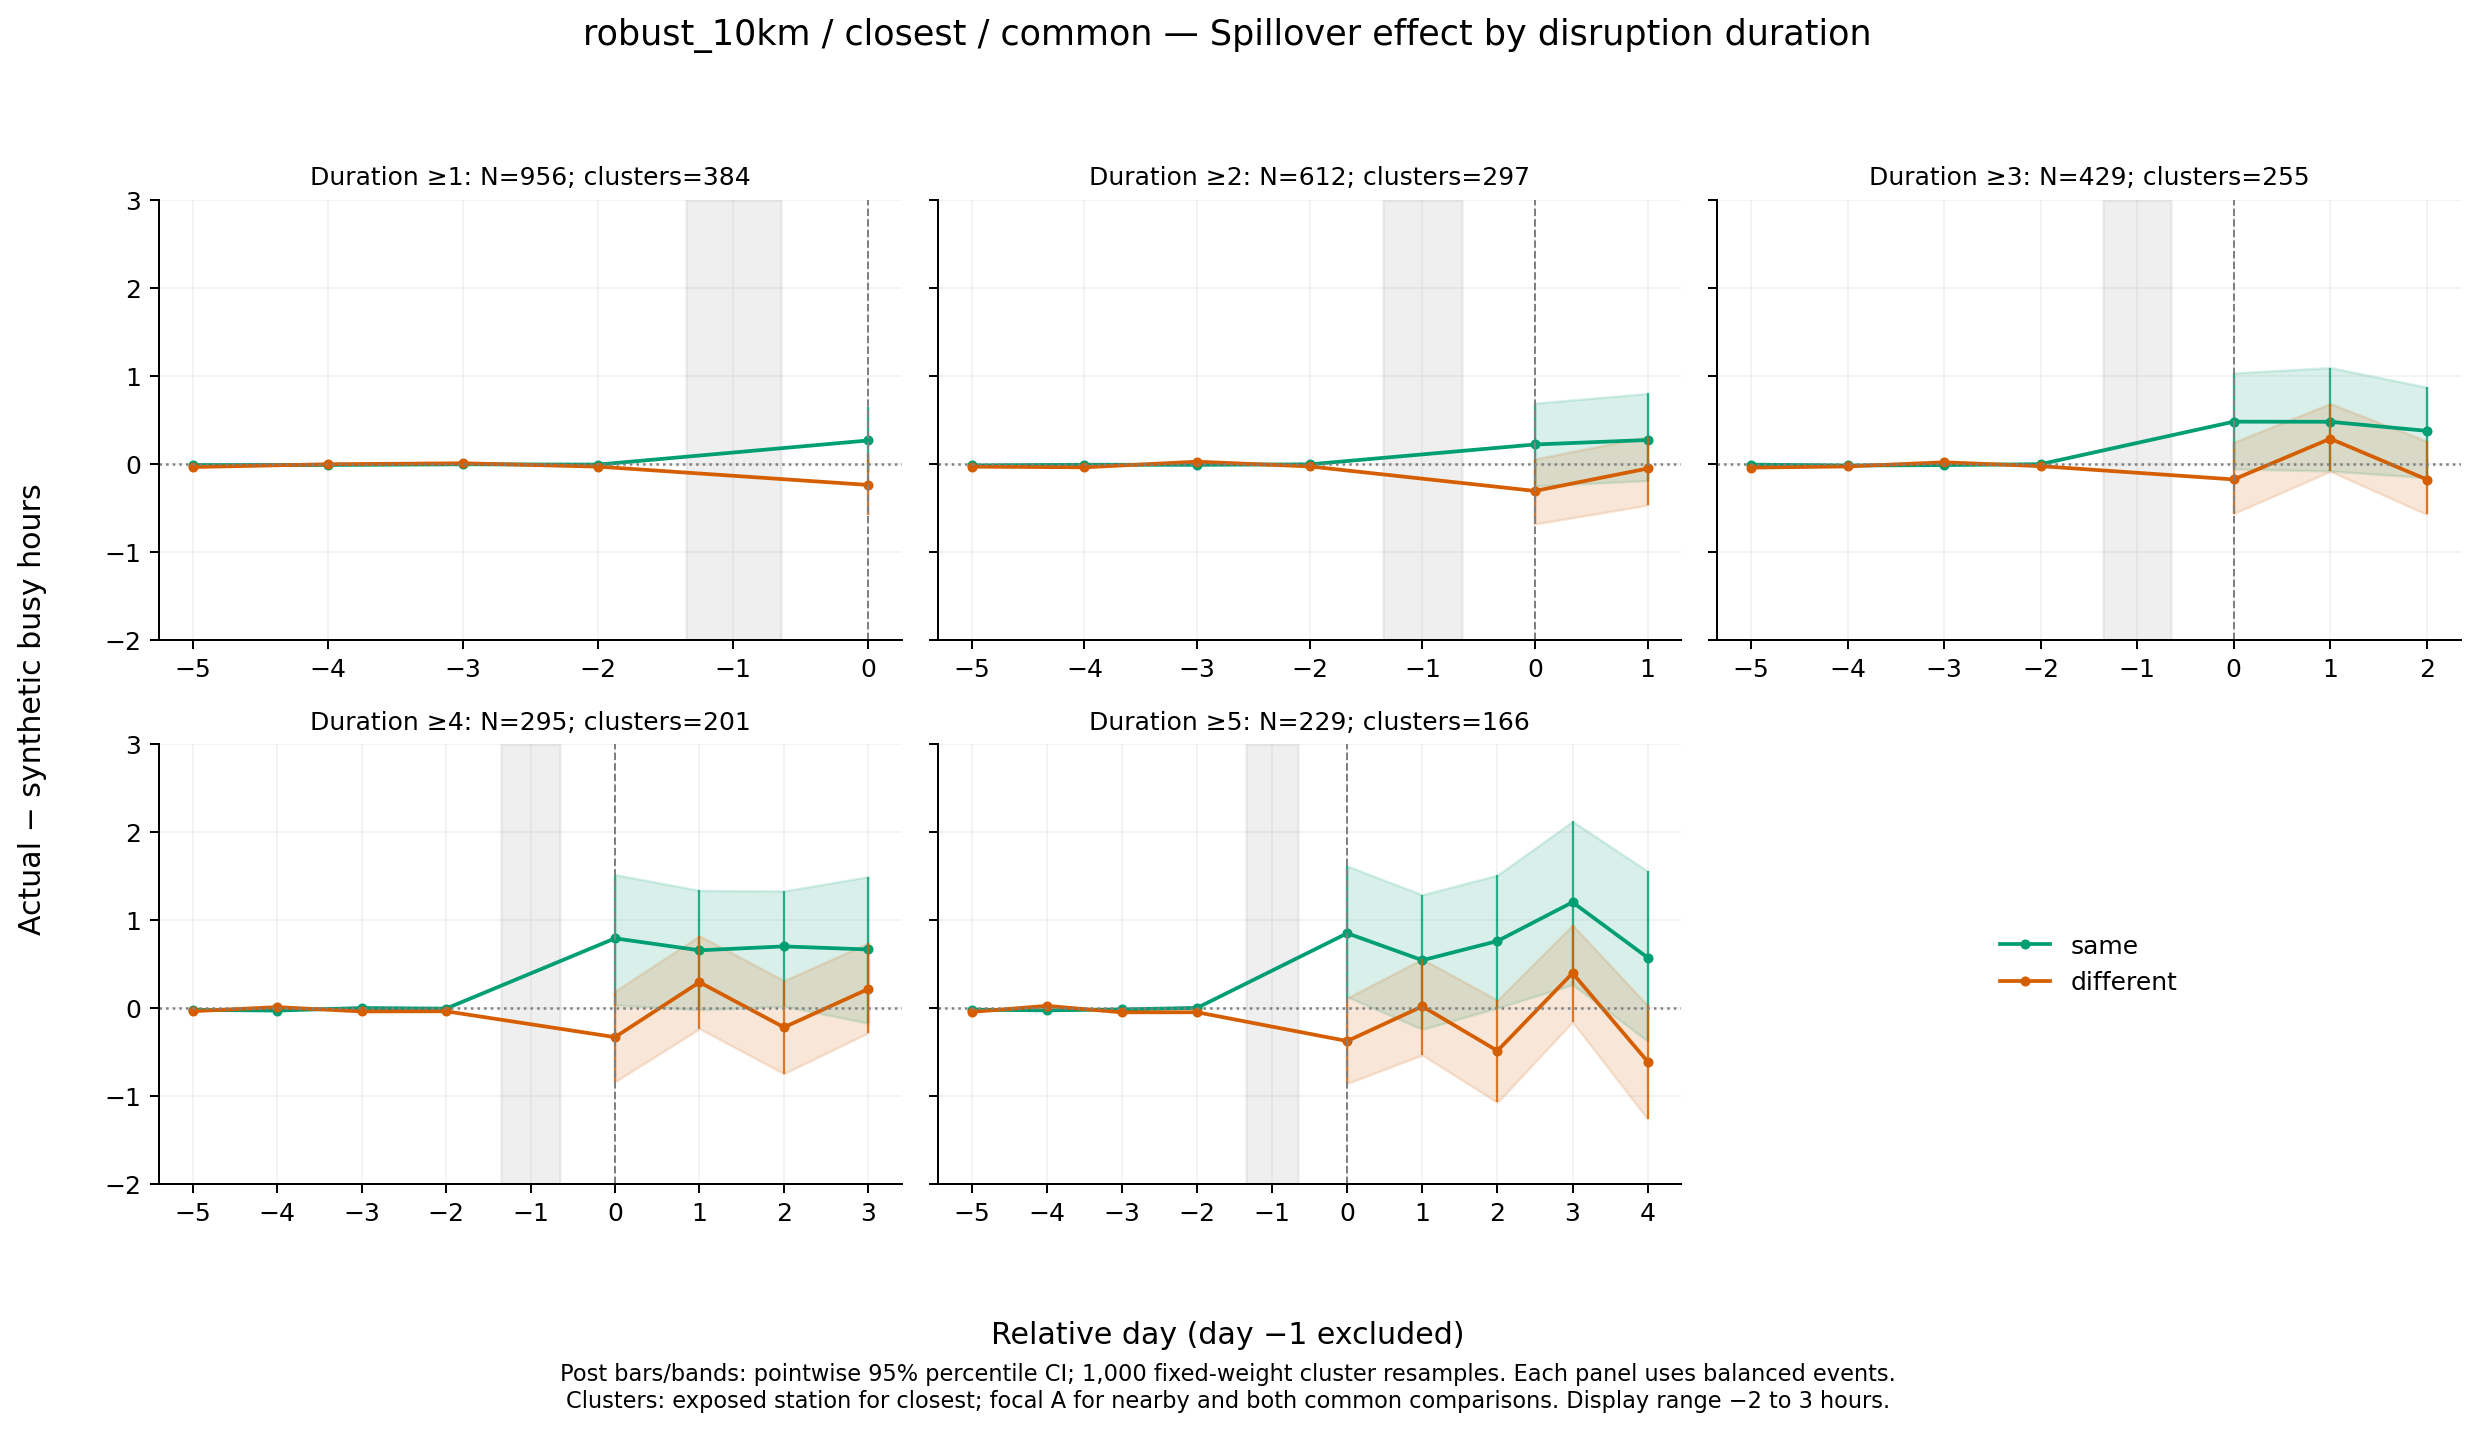 robust_10km / closest / common — Spillover effect by disruption duration
Duration ≥1: N=956; clusters=384
Duration ≥2: N=612; clusters=297
Duration ≥3: N=429; clusters=255
3
2
1
0
−1
−2
−5 −4 −3 −2 −1 0
−5 −4 −3 −2 −1 0 1
−5 −4 −3 −2 −1 0 1 2
Actual − synthetic busy hours
Duration ≥4: N=295; clusters=201
Duration ≥5: N=229; clusters=166
3
2
1
0
−1
−2
−5 −4 −3 −2 −1 0 1 2 3
−5 −4 −3 −2 −1 0 1 2 3 4
same
different
Relative day (day −1 excluded)
Post bars/bands: pointwise 95% percentile CI; 1,000 fixed-weight cluster resamples. Each panel uses balanced events.
Clusters: exposed station for closest; focal A for nearby and both common comparisons. Display range −2 to 3 hours.